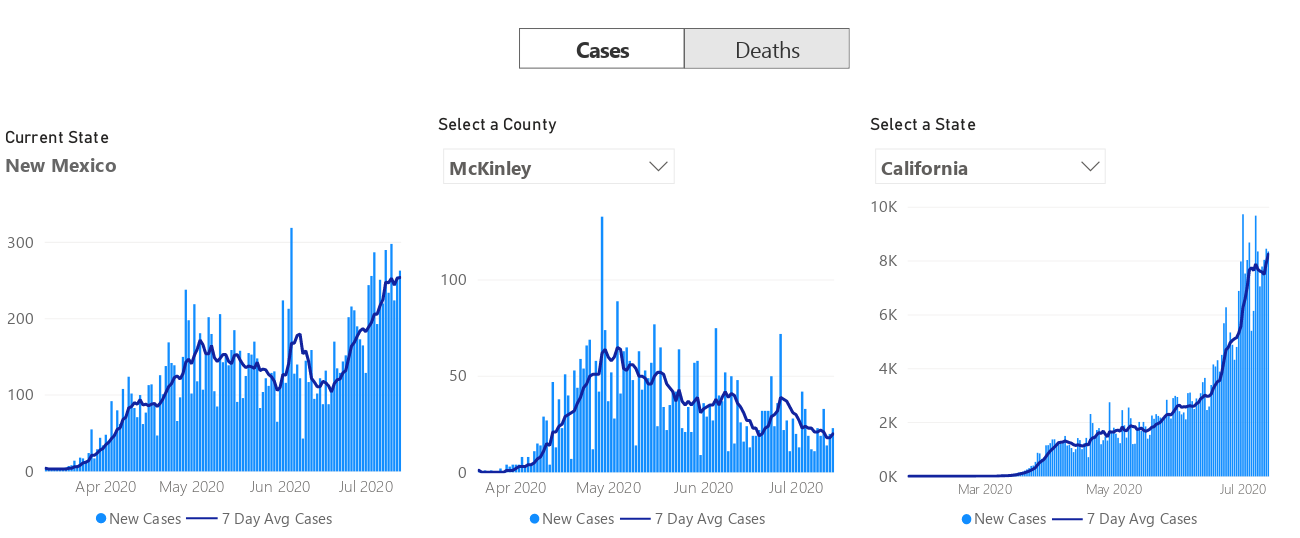 Cases Deaths
Current State
New Mexico
300
200
100
0
Apr 2020 May 2020 Jun 2020 Jul 2020
New Cases 7 Day Avg Cases
Select a County
McKinley
100
50
0
Apr 2020 May 2020 Jun 2020 Jul 2020
New Cases 7 Day Avg Cases
Select a State
California
10K
8K
6K
4K
2K
0K
Mar 2020 May 2020 Jul 2020
New Cases 7 Day Avg Cases